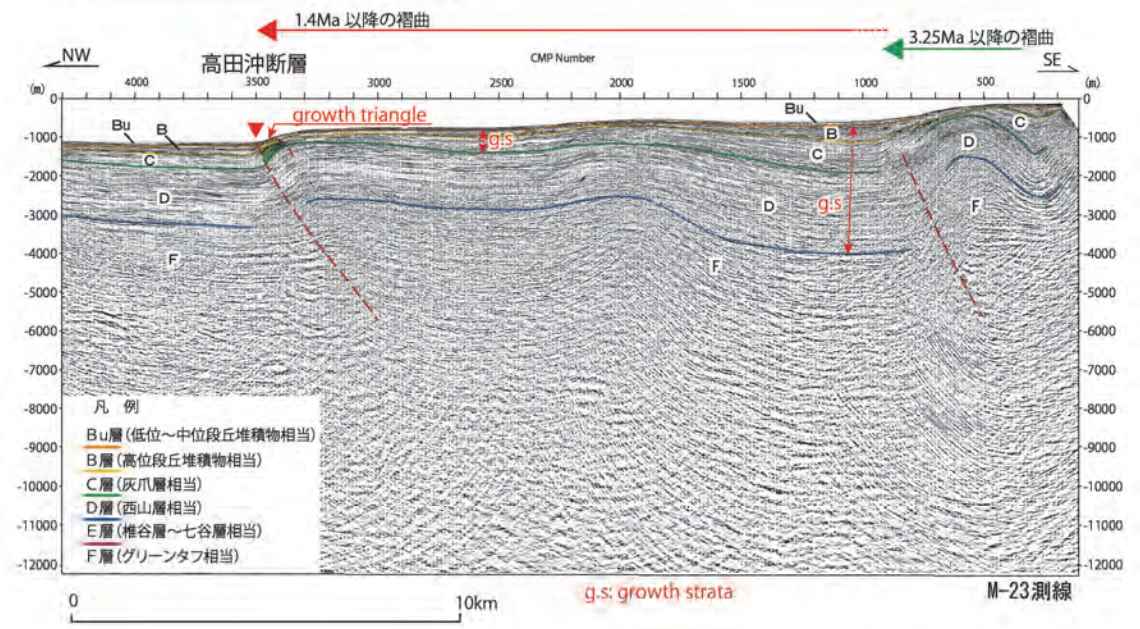 1.4Ma 以降の褶曲
3.25Ma 以降の褶曲
NW
高田沖断層
CMP Number
SE
(m)
4000
3500
3000
2500
2000
1500
1000
500
(m)
0
-1000
-2000
-3000
-4000
-5000
-6000
-7000
-8000
-9000
-10000
-11000
-12000
0
-1000
-2000
-3000
-4000
-5000
-6000
-7000
-8000
-9000
-10000
-11000
-12000
growth triangle
Bu
B
C
D
F
g.s
Bu
B
C
D
g.s
F
C
D
F
凡 例
Bu層(低位～中位段丘堆積物相当)
B層(高位段丘堆積物相当)
C層(灰爪層相当)
D層(西山層相当)
E層(椎谷層～七谷層相当)
F層(グリーンタフ相当)
g.s: growth strata
M-23測線
0
10km